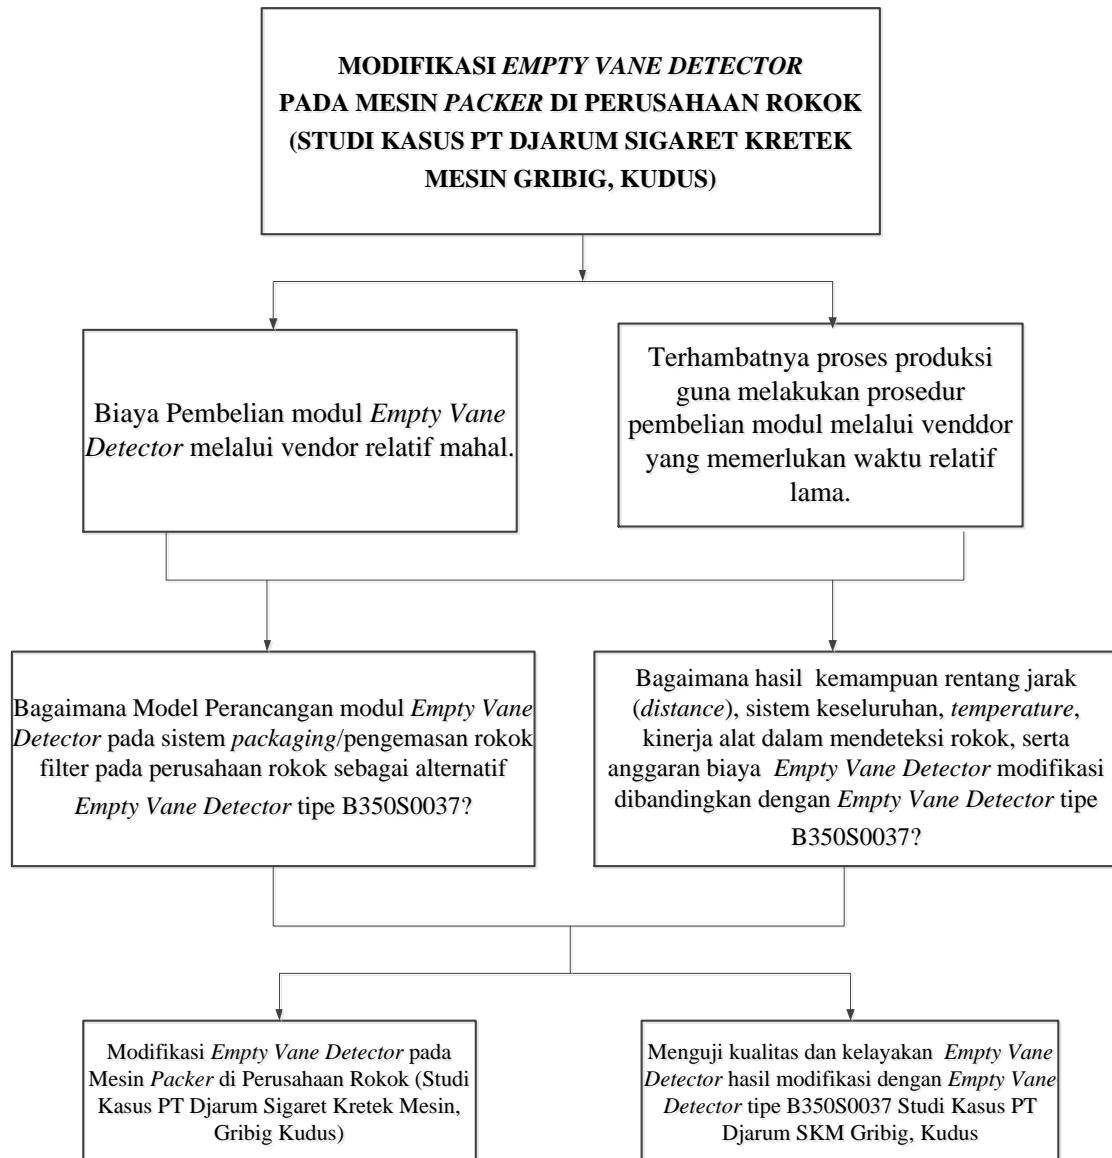 MODIFIKASI EMPTY VANE DETECTOR
PADA MESIN PACKER DI PERUSAHAAN ROKOK
(STUDI KASUS PT DJARUM SIGARET KRETEK
MESIN GRIBIG, KUDUS)
Biaya Pembelian modul Empty Vane
Detector melalui vendor relatif mahal.
Terhambatnya proses produksi
guna melakukan prosedur
pembelian modul melalui venddor
yang memerlukan waktu relatif
lama.
Bagaimana Model Perancangan modul Empty Vane
Detector pada sistem packaging/pengemasan rokok
filter pada perusahaan rokok sebagai alternatif
Empty Vane Detector tipe B350S0037?
Bagaimana hasil kemampuan rentang jarak
(distance), sistem keseluruhan, temperature,
kinerja alat dalam mendeteksi rokok, serta
anggaran biaya Empty Vane Detector modifikasi
dibandingkan dengan Empty Vane Detector tipe
B350S0037?
Modifikasi Empty Vane Detector pada
Mesin Packer di Perusahaan Rokok (Studi
Kasus PT Djarum Sigaret Kretek Mesin,
Gribig Kudus)
Menguji kualitas dan kelayakan Empty Vane
Detector hasil modifikasi dengan Empty Vane
Detector tipe B350S0037 Studi Kasus PT
Djarum SKM Gribig, Kudus